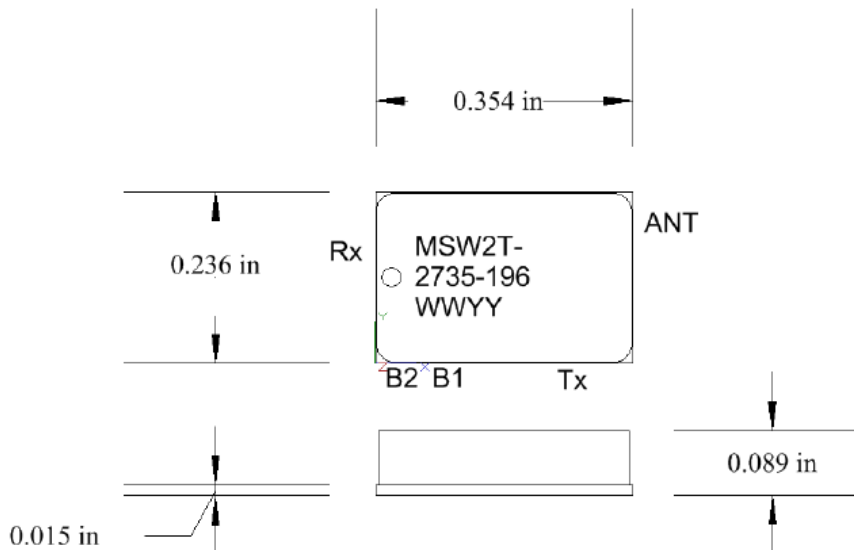 0.354 in
ANT
Rx
MSW2T-
2735-196
WWYY
0.236 in
Y
Z
X
B2 B1
Tx
0.089 in
0.015 in